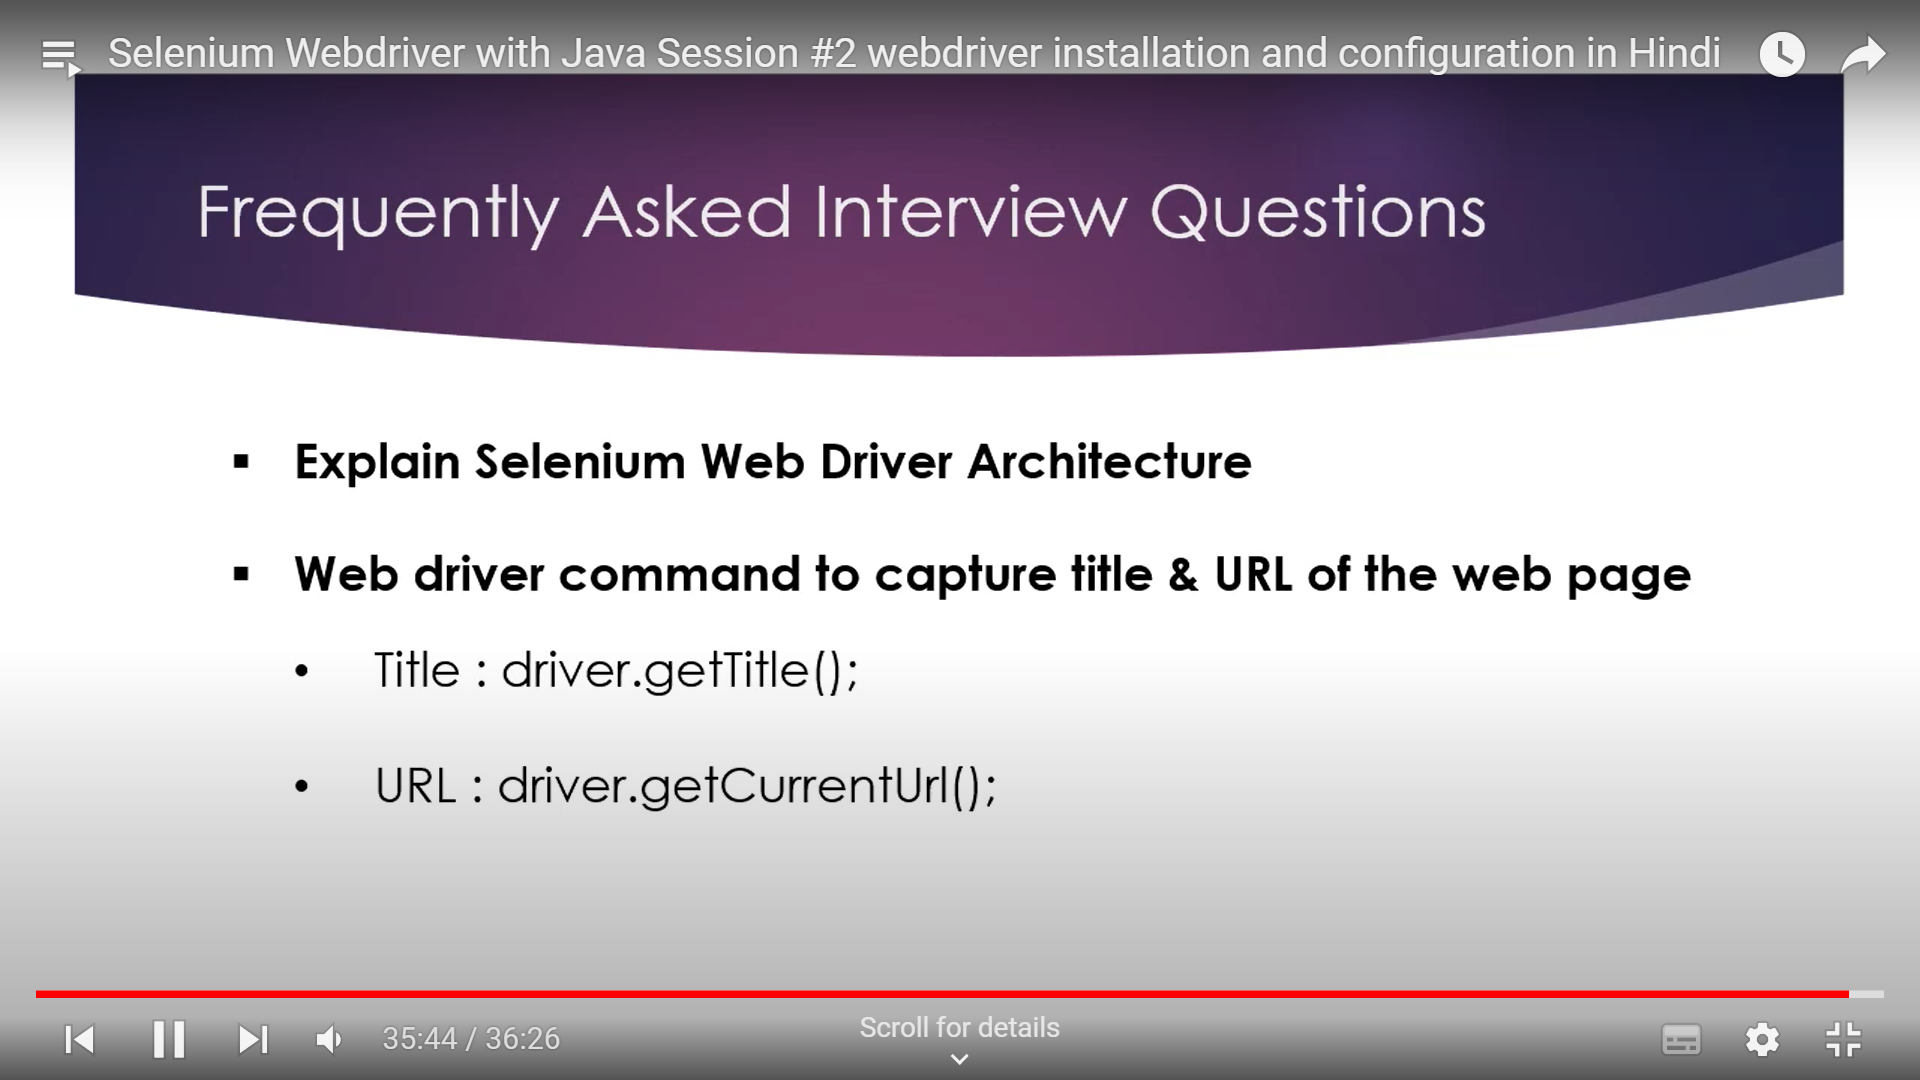 Selenium Webdriver with Java Session #2 webdriver installation and configuration in Hindi
Frequently Asked Interview Questions
▪ Explain Selenium Web Driver Architecture
▪ Web driver command to capture title & URL of the web page
• Title : driver.getTitle();
• URL : driver.getCurrentUrl();
35:44 / 36:26
Scroll for details